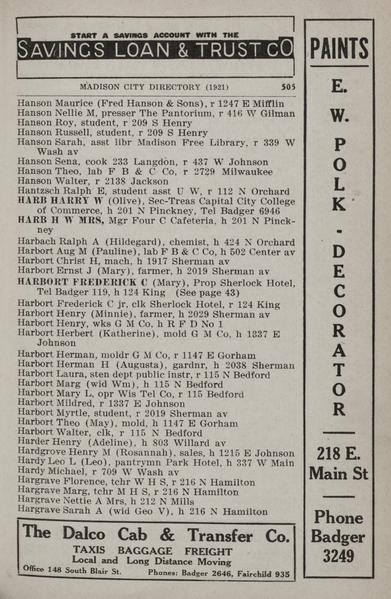 START A SAVINGS ACCOUNT WITH THE
SAVINGS LOAN & TRUST CO
MADISON CITY DIRECTORY (1921) 505
Hanson Maurice (Fred Hanson & Sons), r 1247 E Mifflin
Hanson Nellie M, presser The Pantorium, r 416 W Gilman
Hanson Roy, student, r 209 S Henry
Hanson Russell, student, r 209 S Henry
Hanson Sarah, asst libr Madison Free Library, r 339 W
Wash av
Hanson Sena, cook 233 Langdon, r 437 W Johnson
Hanson Theo, lab F B & C Co, r 2729 Milwaukee
Hanson Walter, r 2138 Jackson
Hantzsch Ralph E, student asst U W, r 112 N Orchard
HARB HARRY W (Olive), Sec-Treas Capital City College
of Commerce, h 201 N Pinckney, Tel Badger 6946
HARB H W MRS, Mgr Four C Cafeteria, h 201 N Pinck-
ney
Harbach Ralph A (Hildegard), chemist, h 424 N Orchard
Harbort Aug M (Pauline), lab F B & C Co, h 502 Center av
Harbort Christ H, mach, h 1917 Sherman av
Harbort Ernst J (Mary), farmer, h 2019 Sherman av
HARBORT FREDERICK C (Mary), Prop Sherlock Hotel,
Tel Badger 119, h 124 King (See page 43)
Harbort Frederick C jr, clk Sherlock Hotel, r 124 King
Harbort Henry (Minnie), farmer, h 2029 Sherman av
Harbort Henry, wks G M Co, h R F D No 1
Harbort Herbert (Katherine), mold G M Co, h 1337 E
Johnson
Harbort Herman, moldr G M Co, r 1147 E Gorham
Harbort Herman H (Augusta), gardnr, h 2038 Sherman
Harbort Laura, sten dept public instr, r 115 N Bedford
Harbort Marg (wid Wm), h 115 N Bedford
Harbort Mary L, opr Wis Tel Co, r 115 Bedford
Harbort Mildred, r 1337 E Johnson
Harbort Myrtle, student, r 2019 Sherman av
Harbort Theo (May), mold, h 1147 E Gorham
Harbort Walter, clk, r 115 N Bedford
Harder Henry (Adeline), h 803 Willard av
Hardgrove Henry M (Rosannah), sales, h 1215 E Johnson
Hardy Leo L (Leo), pantrymn Park Hotel, h 337 W Main
Hardy Michael, r 709 W Wash av
Hargrave Florence, tchr W H S, r 216 N Hamilton
Hargrave Marg, tchr M H S, r 216 N Hamilton
Hargrave Nettie A Mrs, h 212 N Mills
Hargrave Sarah A (wid Geo V), h 216 N Hamilton
The Dalco Cab & Transfer Co.
TAXIS BAGGAGE FREIGHT
Local and Long Distance Moving
Office 148 South Blair St. Phones: Badger 2646, Fairchild 935
PAINTS
E. W. POLK - DECORATOR
218 E.
Main St
Phone
Badger
3249